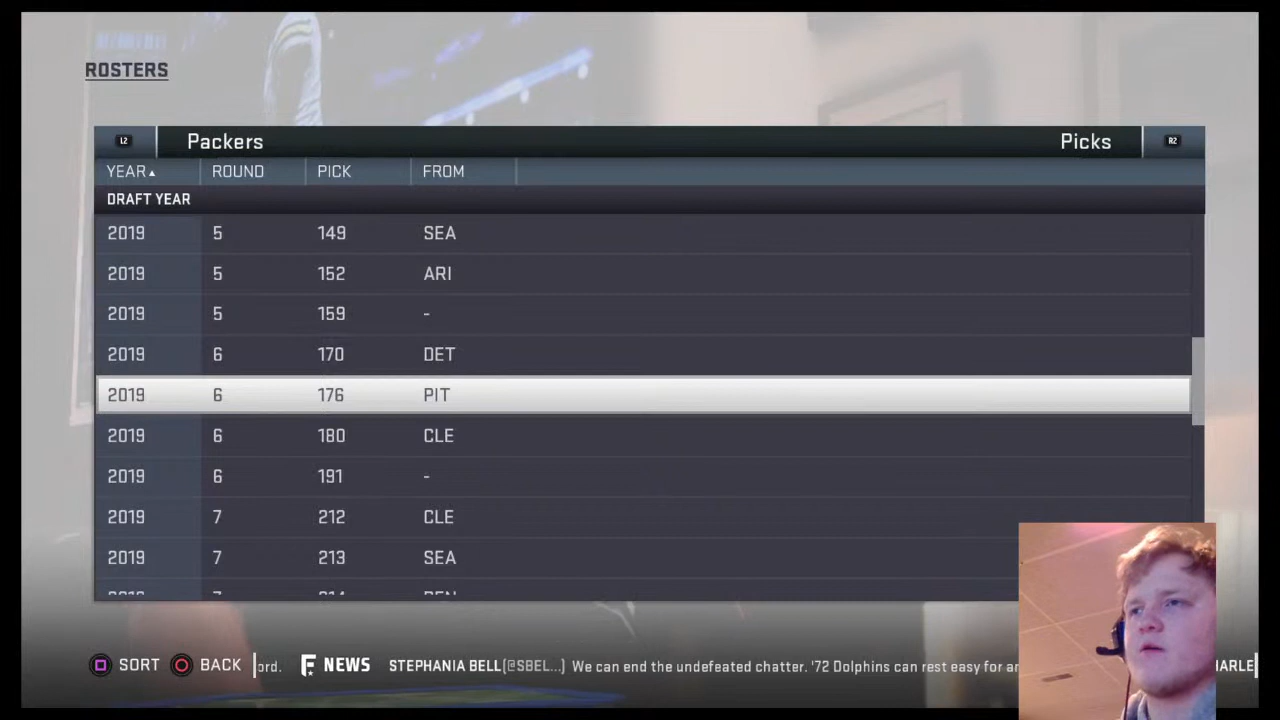 ROSTERS
L2 Packers Picks R2
YEAR ROUND PICK FROM
DRAFT YEAR
2019 5 149 SEA
2019 5 152 ARI
2019 5 159 -
2019 6 170 DET
2019 6 176 PIT
2019 6 180 CLE
2019 6 191 -
2019 7 212 CLE
2019 7 213 SEA
SORT BACK ord. F NEWS STEPHANIA BELL(@SBEL...) We can end the undefeated chatter. '72 Dolphins can rest easy for an HARLE